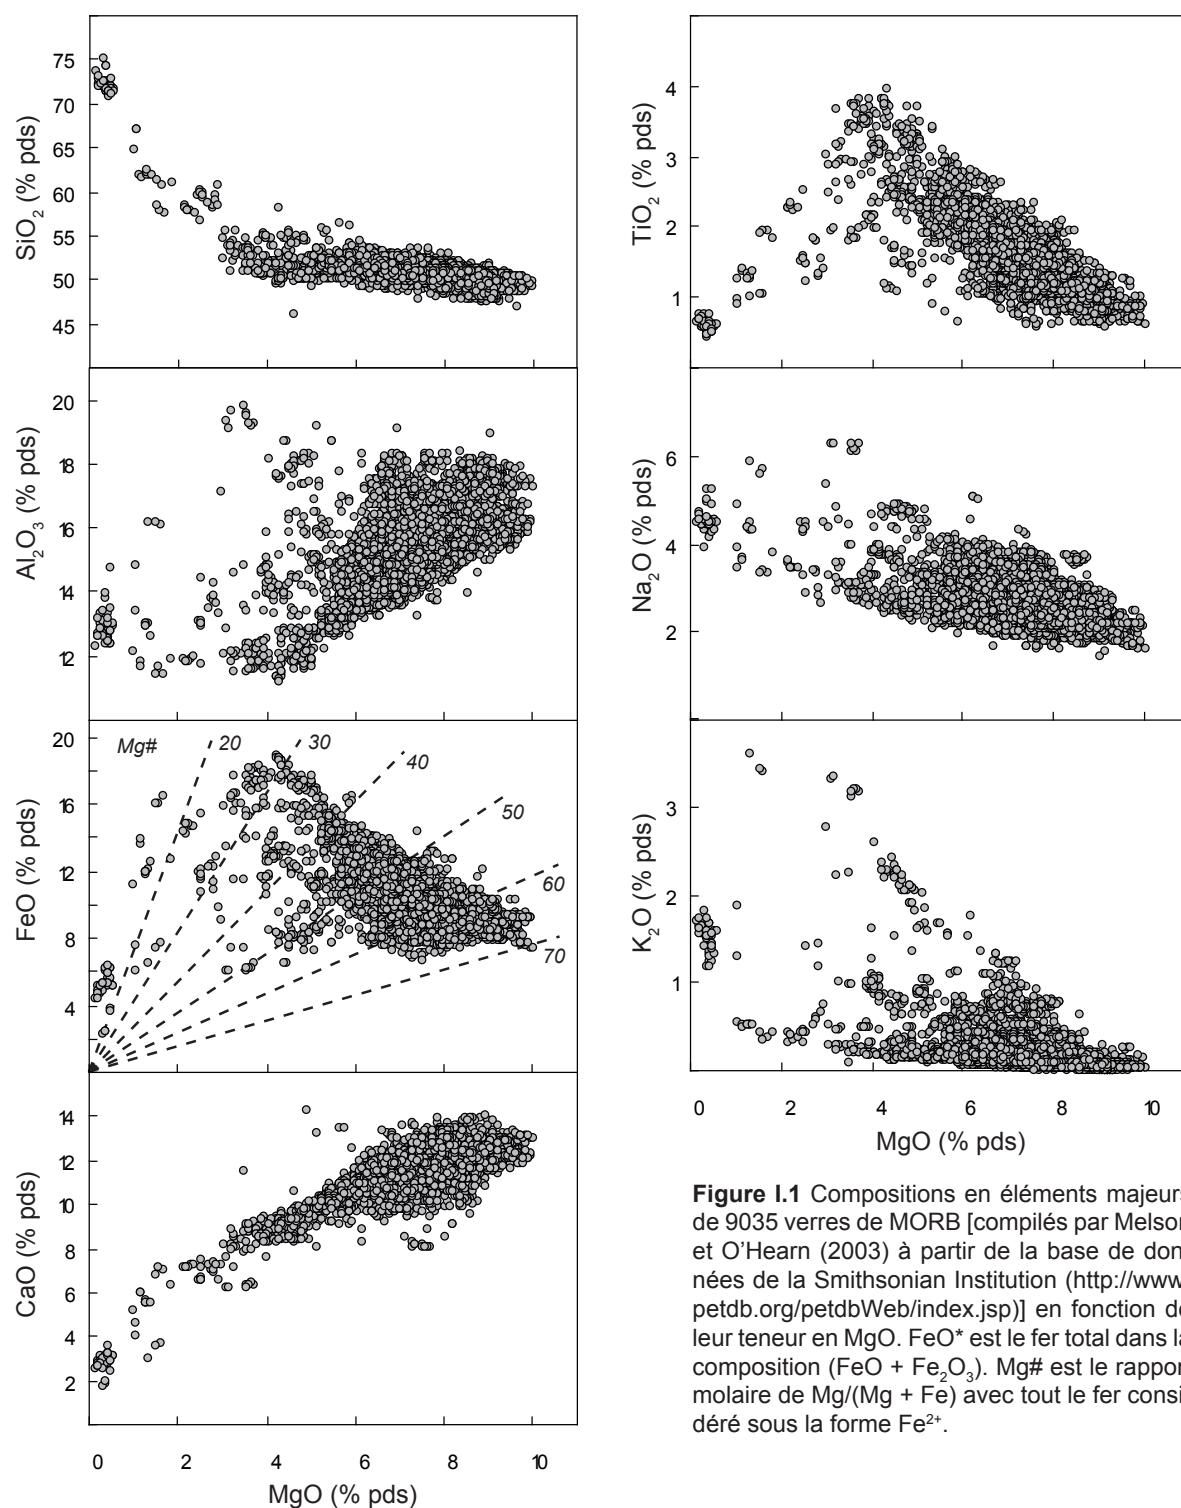 75
70
65
60
55
50
45
SiO2 (% pds)
20
18
16
14
12
Al2O3 (% pds)
Mg#
20
30
40
50
60
70
20
16
12
8
4
FeO (% pds)
14
12
10
8
6
4
2
CaO (% pds)
0 2 4 6 8 10
MgO (% pds)
4
3
2
1
TiO2 (% pds)
6
4
2
Na2O (% pds)
3
2
1
K2O (% pds)
0 2 4 6 8 10
MgO (% pds)
Figure I.1 Compositions en éléments majeurs
de 9035 verres de MORB [compilés par Melson
et O'Hearn (2003) à partir de la base de don
nées de la Smithsonian Institution (http://www
petdb.org/petdbWeb/index.jsp)] en fonction de
leur teneur en MgO. FeO* est le fer total dans la
composition (FeO + Fe2O3). Mg# est le rappor
molaire de Mg/(Mg + Fe) avec tout le fer consi
déré sous la forme Fe2+.